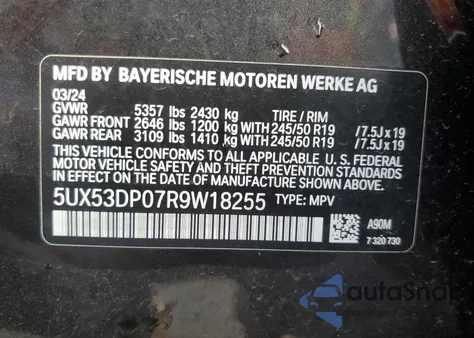 MFD BY BAYERISCHE MOTOREN WERKE AG
03/24
GVWR 5357 lbs 2430 kg TIRE / RIM
GAWR FRONT 2646 lbs 1200 kg WITH 245/50 R19 /7.5J x 19
GAWR REAR 3109 lbs 1410 kg WITH 245/50 R19 /7.5J x 19
THIS VEHICLE CONFORMS TO ALL APPLICABLE U. S. FEDERAL
MOTOR VEHICLE SAFETY, BUMPER, AND THEFT PREVENTION
STANDARDS IN EFFECT ON THE DATE OF MANUFACTURE SHOWN ABOVE.
5UX53DP07R9W18255 TYPE: MPV
A90M
7 320 730
autoSnap